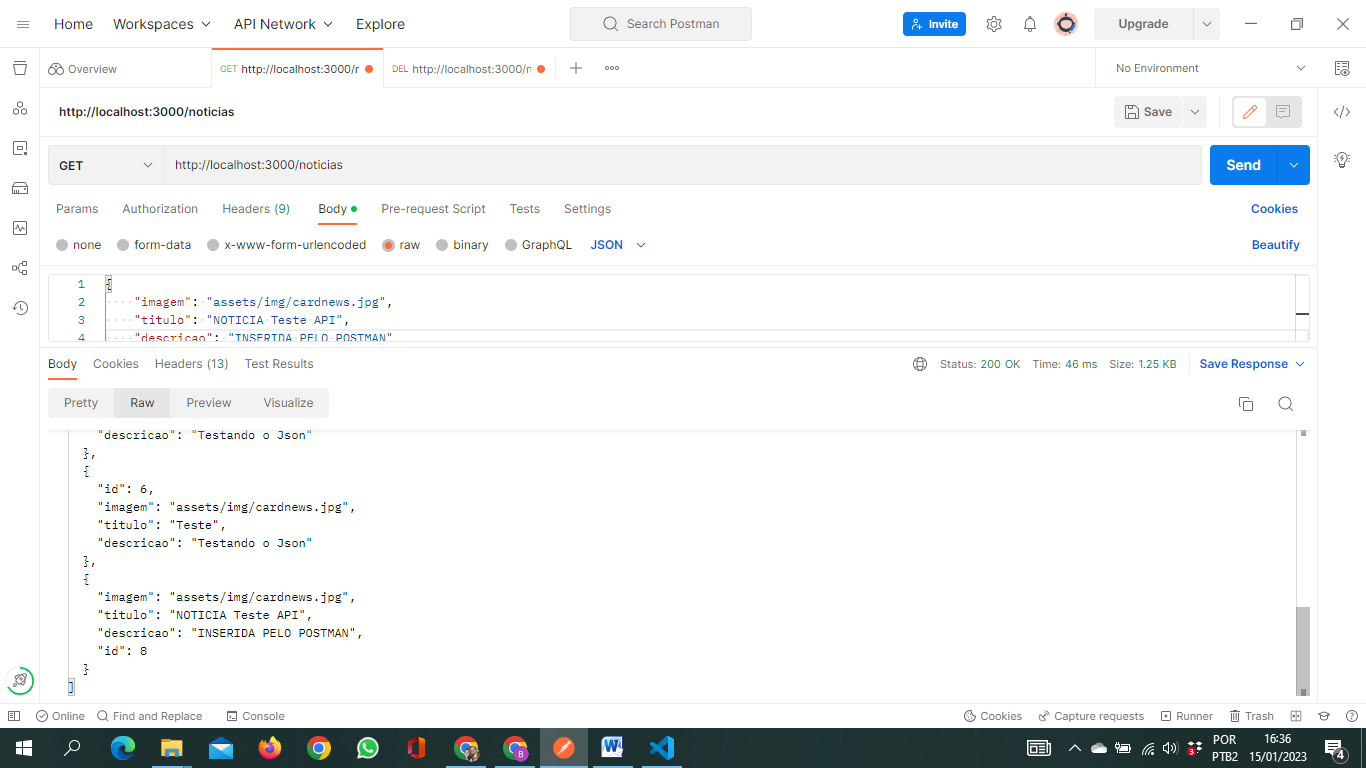 Home Workspaces API Network Explore Search Postman Invite Upgrade
Overview GET http://localhost:3000/r DEL http://localhost:3000/n No Environment
http://localhost:3000/noticias Save
GET http://localhost:3000/noticias Send
Params Authorization Headers (9) Body Pre-request Script Tests Settings Cookies
none form-data x-www-form-urlencoded raw binary GraphQL JSON Beautify
1 {
2 "imagem": "assets/img/cardnews.jpg",
3 "titulo": "NOTICIA Teste API",
4 "descricao": "INSERIDA PELO POSTMAN"
Body Cookies Headers (13) Test Results Status: 200 OK Time: 46 ms Size: 1.25 KB Save Response
Pretty Raw Preview Visualize
"descricao": "Testando o Json"
},
{
"id": 6,
"imagem": "assets/img/cardnews.jpg",
"titulo": "Teste",
"descricao": "Testando o Json"
},
{
"imagem": "assets/img/cardnews.jpg",
"titulo": "NOTICIA Teste API",
"descricao": "INSERIDA PELO POSTMAN",
"id": 8
}
]
Online Find and Replace Console Cookies Capture requests Runner Trash
POR 16:36
PTB2 15/01/2023
B 3 4